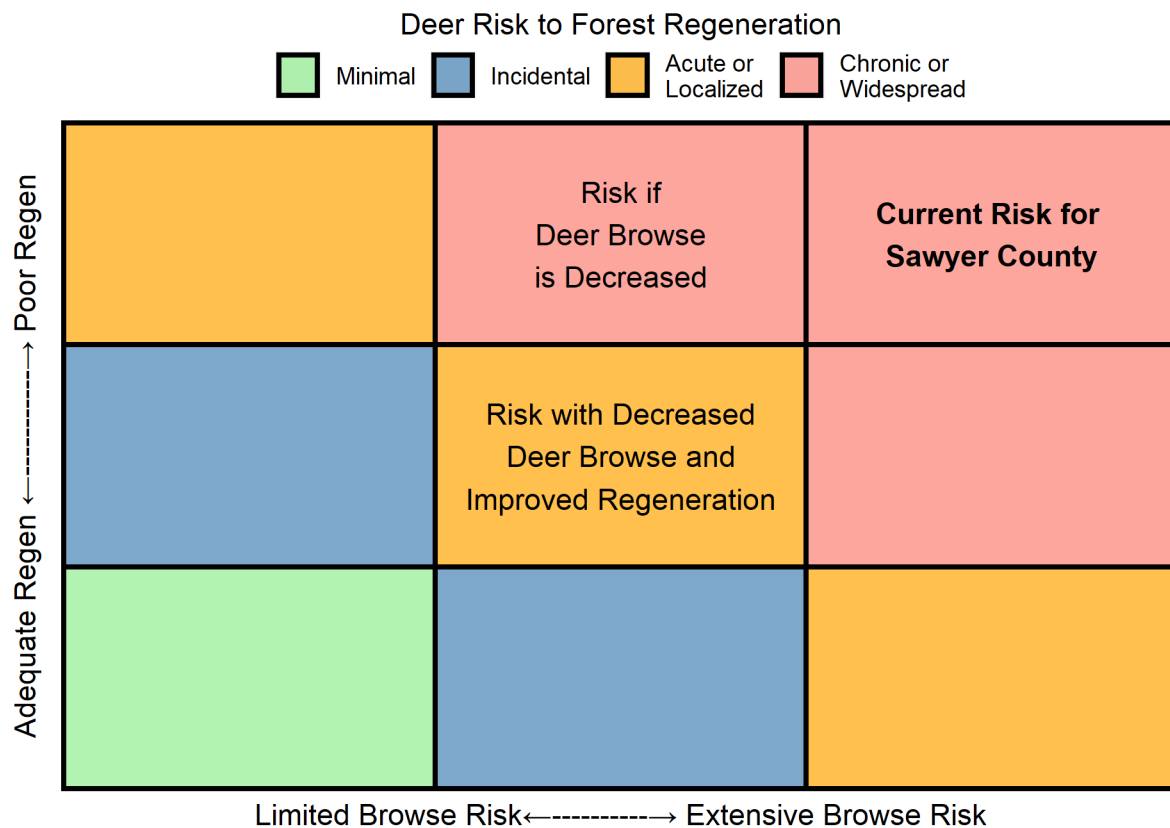 Deer Risk to Forest Regeneration
Minimal
Incidental
Acute or
Localized
Chronic or
Widespread
Risk if
Deer Browse
is Decreased
Current Risk for
Sawyer County
Risk with Decreased
Deer Browse and
Improved Regeneration
Adequate Regen ←-----------→ Poor Regen
Limited Browse Risk←-----------→ Extensive Browse Risk